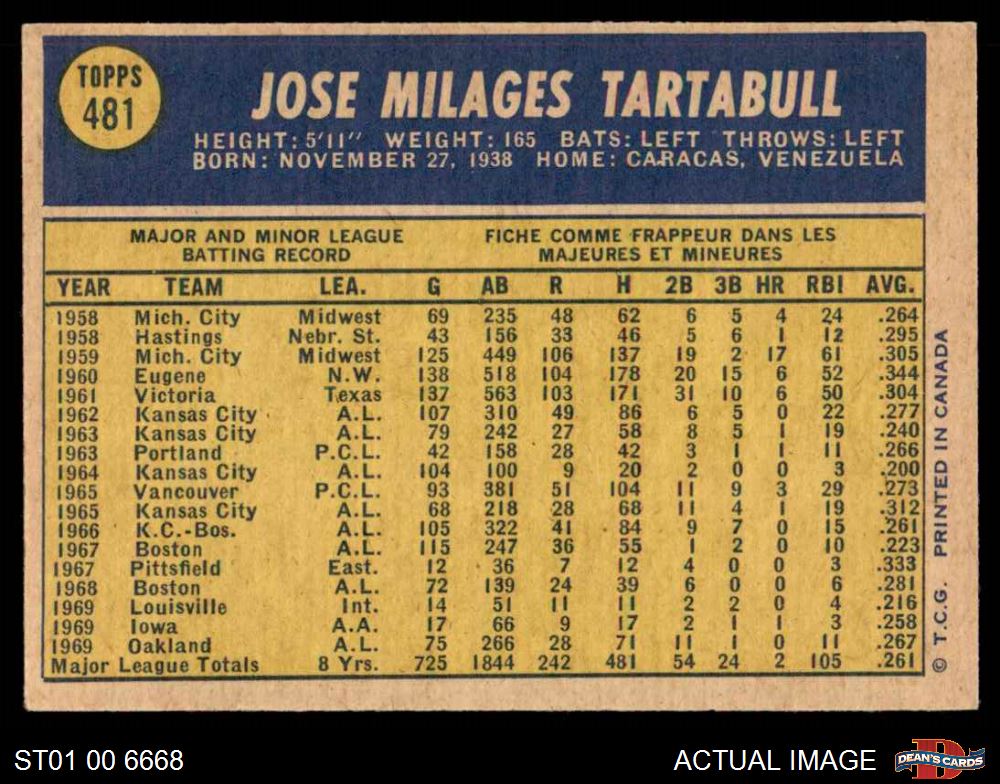 TOPPS
481
JOSE MILAGES TARTABULL
HEIGHT: 5'11" WEIGHT: 165 BATS: LEFT THROWS: LEFT
BORN: NOVEMBER 27, 1938 HOME: CARACAS, VENEZUELA
MAJOR AND MINOR LEAGUE
BATTING RECORD
FICHE COMME FRAPPEUR DANS LES
MAJEURES ET MINEURES
YEAR TEAM LEA. G AB R H 2B 3B HR RBI AVG.
1958 Mich. City Midwest 69 235 48 62 6 5 4 24 .264
1958 Hastings Nebr. St. 43 156 33 46 5 6 1 12 .295
1959 Mich. City Midwest 125 449 106 137 19 2 17 61 .305
1960 Eugene N.W. 138 518 104 178 20 15 6 52 .344
1961 Victoria Texas 137 563 103 171 31 10 6 50 .304
1962 Kansas City A.L. 107 310 49 86 6 5 0 22 .277
1963 Kansas City A.L. 79 242 27 58 8 5 1 19 .240
1963 Portland P.C.L. 42 158 28 42 3 1 1 11 .266
1964 Kansas City A.L. 104 100 9 20 2 0 0 3 .200
1965 Vancouver P.C.L. 93 381 51 104 11 9 3 29 .273
1965 Kansas City A.L. 68 218 28 68 11 4 1 19 .312
1966 K.C.-Bos. A.L. 105 322 41 84 9 7 0 15 .261
1967 Boston A.L. 115 247 36 55 1 2 0 10 .223
1967 Pittsfield East. 12 36 7 12 4 0 0 3 .333
1968 Boston A.L. 72 139 24 39 6 0 0 6 .281
1969 Louisville Int. 14 51 11 11 2 2 0 4 .216
1969 Iowa A.A. 17 66 9 17 2 1 1 3 .258
1969 Oakland A.L. 75 266 28 71 11 1 0 11 .267
Major League Totals 8 Yrs. 725 1844 242 481 54 24 2 105 .261
© T.C.G. PRINTED IN CANADA
ST01 00 6668
ACTUAL IMAGE
DEAN'S CARDS